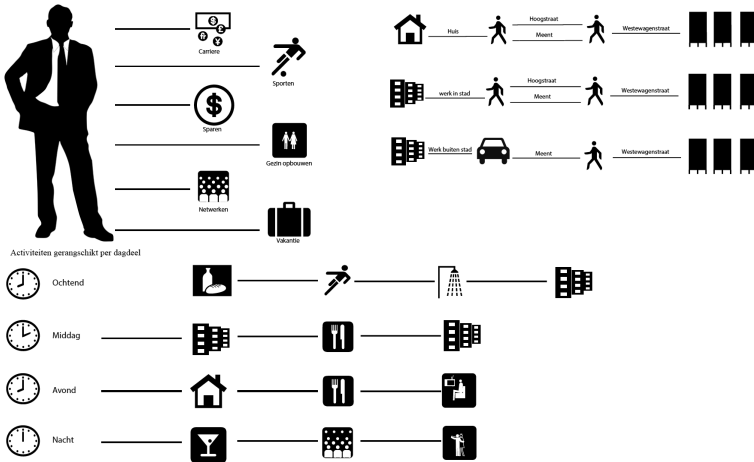 Carriere
Sporten
Sparen
Gezin opbouwen
Netwerken
Vakantie
Huis
Hoogstraat
Meent
Westewagenstraat
werk in stad
Hoogstraat
Meent
Westewagenstraat
Werk buiten stad
Meent
Westewagenstraat
Activiteiten gerangschikt per dagdeel
Ochtend
Middag
Avond
Nacht